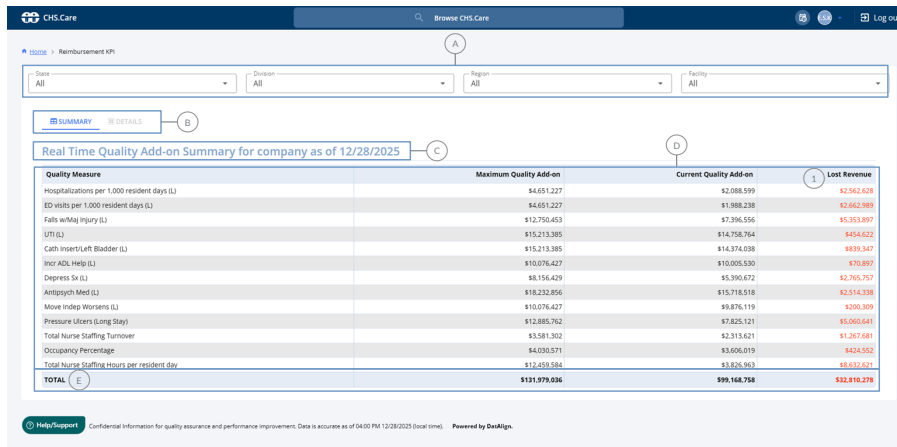 CHS.Care
Browse CHS.Care
E.S.K
Log ou
A
Home > Reimbursement KPI
State
All
Division
All
Region
All
Facility
All
SUMMARY
DETAILS
B
Real Time Quality Add-on Summary for company as of 12/28/2025
C
D
Quality Measure Maximum Quality Add-on Current Quality Add-on 1 Lost Revenue
Hospitalizations per 1,000 resident days (L) $4,651,227 $2,088,599 $2,562,628
ED visits per 1,000 resident days (L) $4,651,227 $1,988,238 $2,662,989
Falls w/Maj Injury (L) $12,750,453 $7,396,556 $5,353,897
UTI (L) $15,213,385 $14,758,764 $454,622
Cath Insert/Left Bladder (L) $15,213,385 $14,374,038 $839,347
Incr ADL Help (L) $10,076,427 $10,005,530 $70,897
Depress Sx (L) $8,156,429 $5,390,672 $2,765,757
Antipsych Med (L) $18,232,856 $15,718,518 $2,514,338
Move Indep Worsens (L) $10,076,427 $9,876,119 $200,309
Pressure Ulcers (Long Stay) $12,885,762 $7,825,121 $5,060,641
Total Nurse Staffing Turnover $3,581,302 $2,313,621 $1,267,681
Occupancy Percentage $4,030,571 $3,606,019 $424,552
Total Nurse Staffing Hours per resident day $12,459,584 $3,826,963 $8,632,621
TOTAL E $131,979,036 $99,168,758 $32,810,278
Help/Support
Confidential Information for quality assurance and performance improvement. Data is accurate as of 04:00 PM 12/28/2025 (local time). Powered by DatAlign.